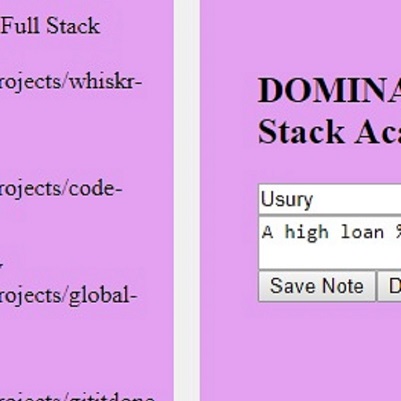 Full Stack
rojects/whiskr-
rojects/code-
rojects/global-
rojects/gititdone
DOMINA
Stack Ac
Usury
A high loan %
Save Note
D